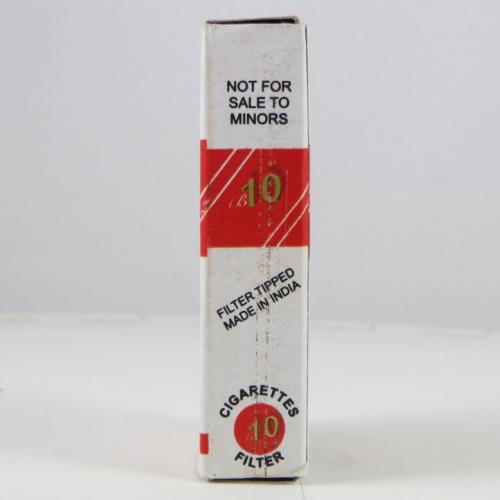 NOT FOR
SALE TO
MINORS
10
FILTER TIPPED
MADE IN INDIA
CIGARETTES
10
FILTER